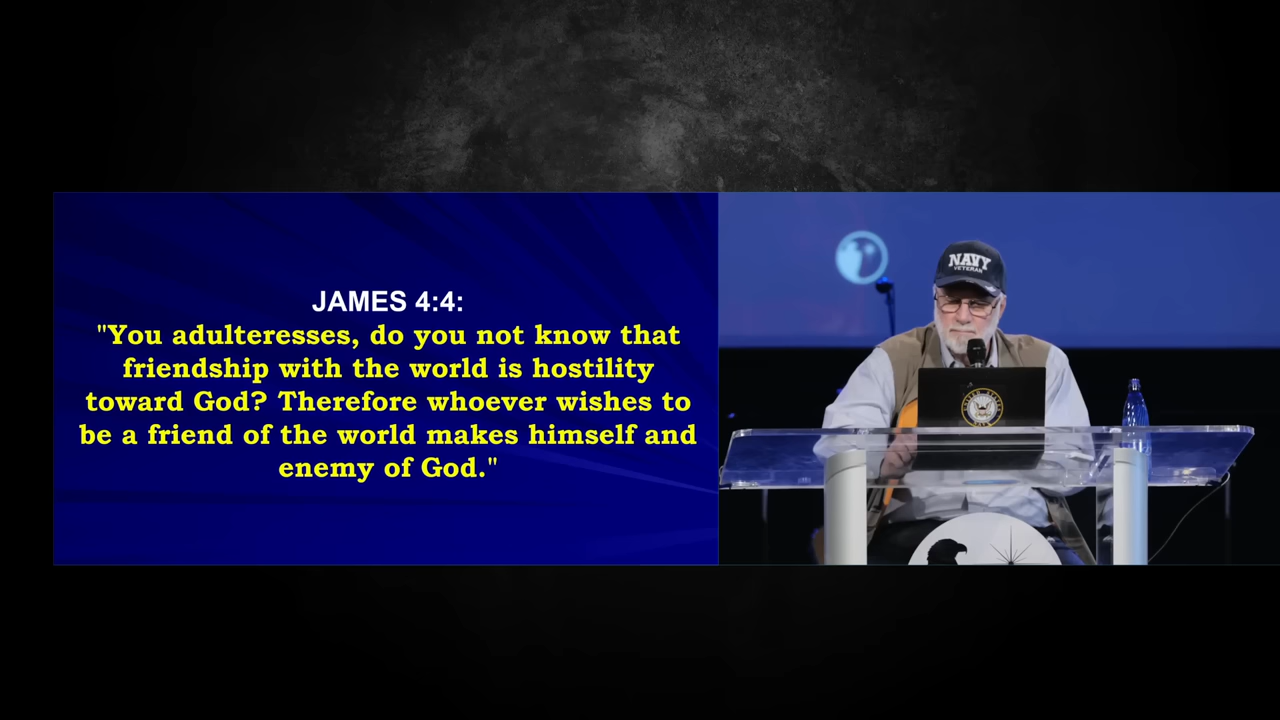 JAMES 4:4:
"You adulteresses, do you not know that
friendship with the world is hostility
toward God? Therefore whoever wishes to
be a friend of the world makes himself and
enemy of God."
NAVY
VETERAN